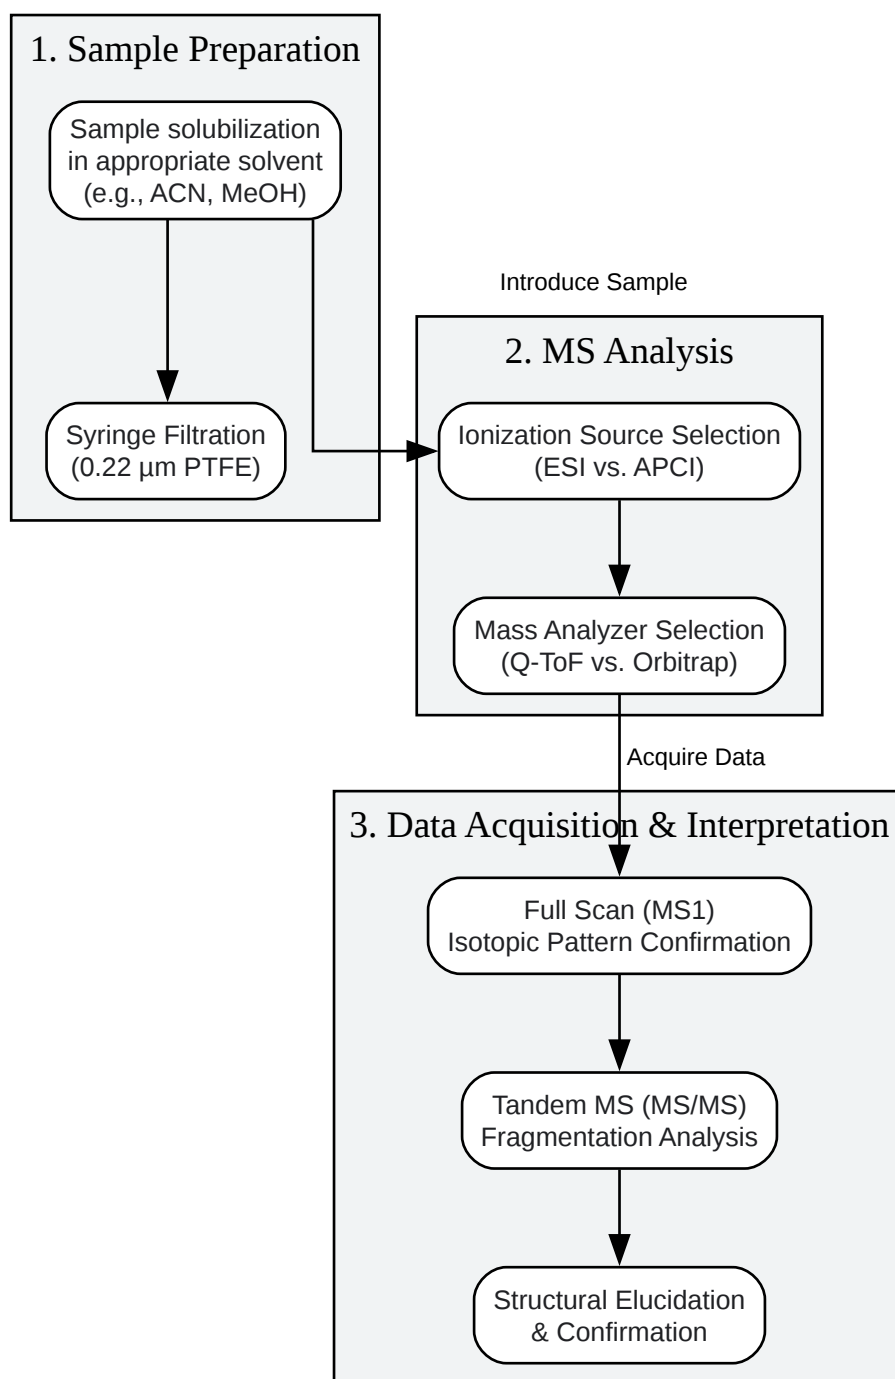 1. Sample Preparation
Sample solubilization
in appropriate solvent
(e.g., ACN, MeOH)
Syringe Filtration
(0.22 µm PTFE)
Introduce Sample
2. MS Analysis
Ionization Source Selection
(ESI vs. APCI)
Mass Analyzer Selection
(Q-ToF vs. Orbitrap)
Acquire Data
3. Data Acquisition & Interpretation
Full Scan (MS1)
Isotopic Pattern Confirmation
Tandem MS (MS/MS)
Fragmentation Analysis
Structural Elucidation
& Confirmation